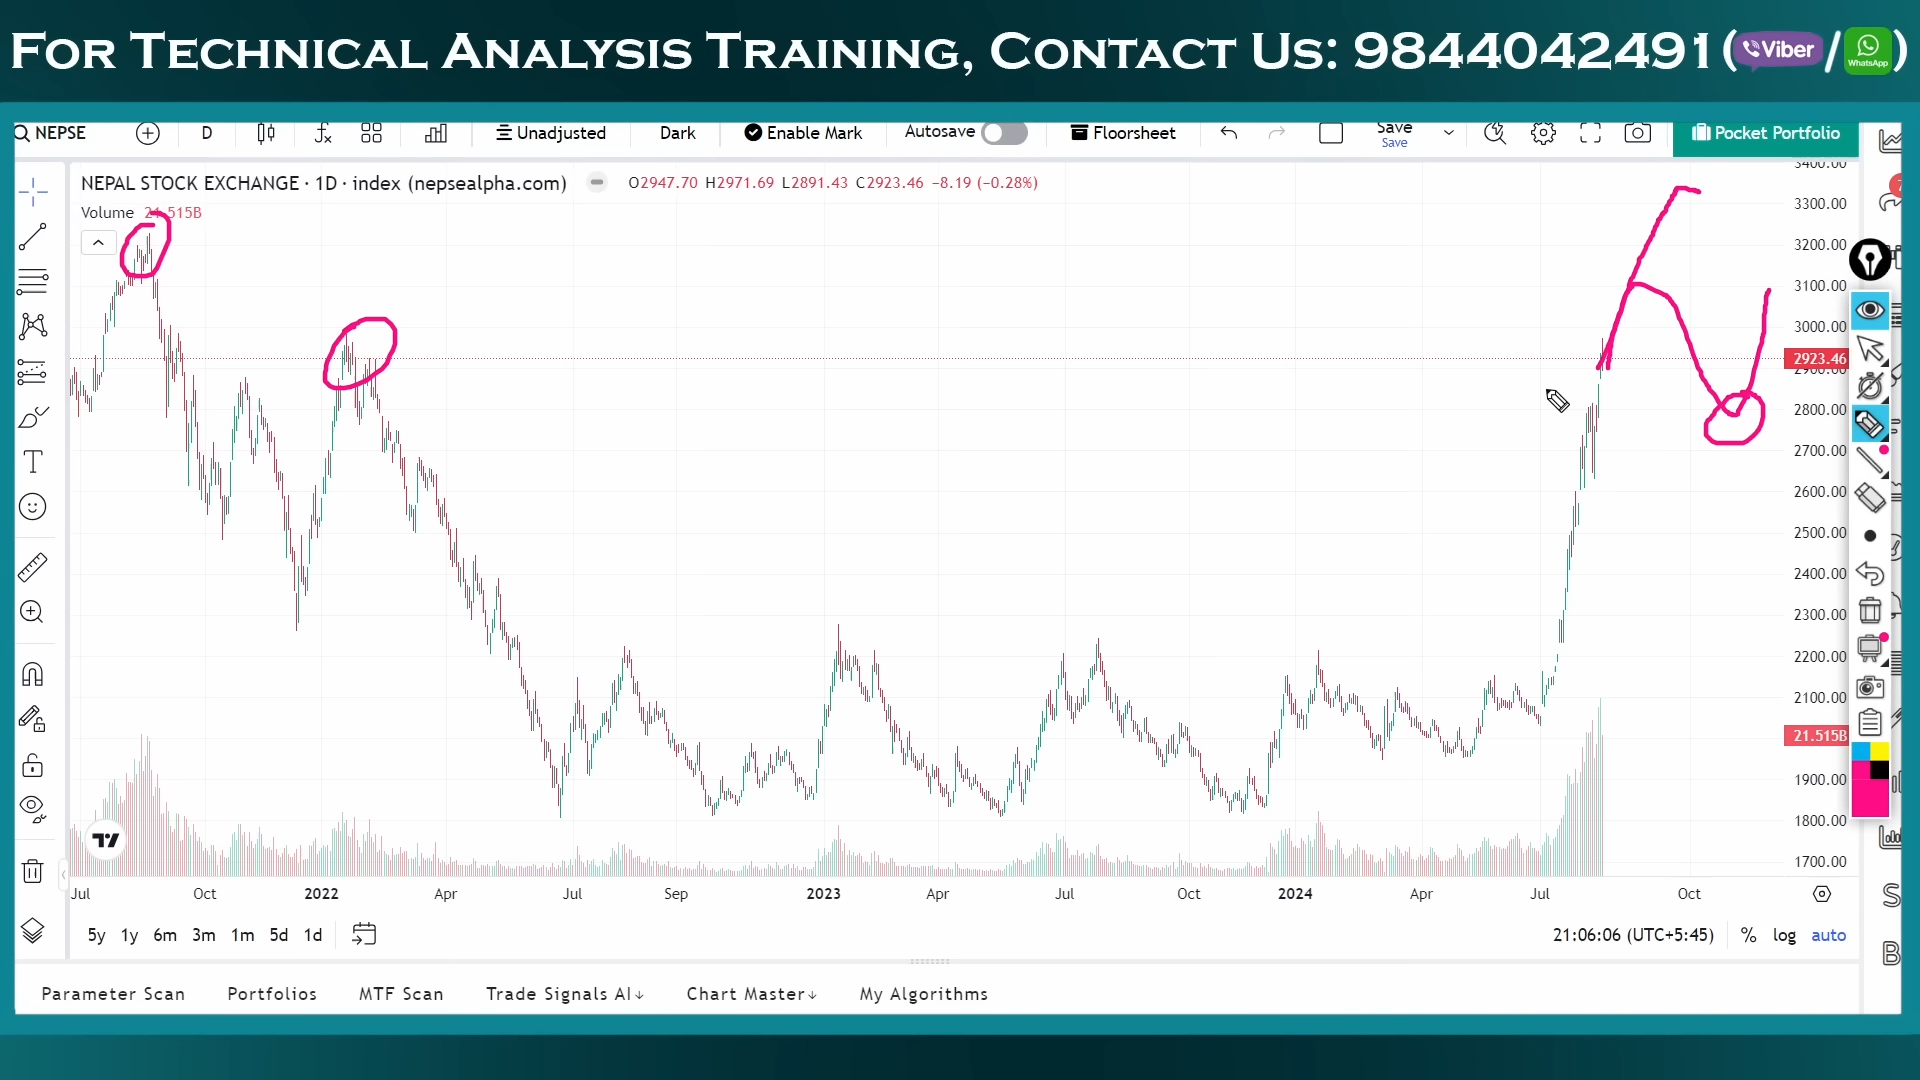 FOR TECHNICAL ANALYSIS TRAINING, CONTACT US: 9844042491 (Viber / WhatsApp)
NEPSE D Unadjusted Dark Enable Mark Autosave Floorsheet Save Pocket Portfolio
Save
NEPAL STOCK EXCHANGE · 1D · index (nepsealpha.com) O2947.70 H2971.69 L2891.43 C2923.46 −8.19 (−0.28%)
Volume 21.515B
3400.00
3300.00
3200.00
3100.00
3000.00
2923.46
2900.00
2800.00
2700.00
2600.00
2500.00
2400.00
2300.00
2200.00
2100.00
21.515B
1900.00
1800.00
1700.00
Jul Oct 2022 Apr Jul Sep 2023 Apr Jul Oct 2024 Apr Jul Oct
5y 1y 6m 3m 1m 5d 1d 21:06:06 (UTC+5:45) % log auto
Parameter Scan Portfolios MTF Scan Trade Signals AI↓ Chart Master↓ My Algorithms